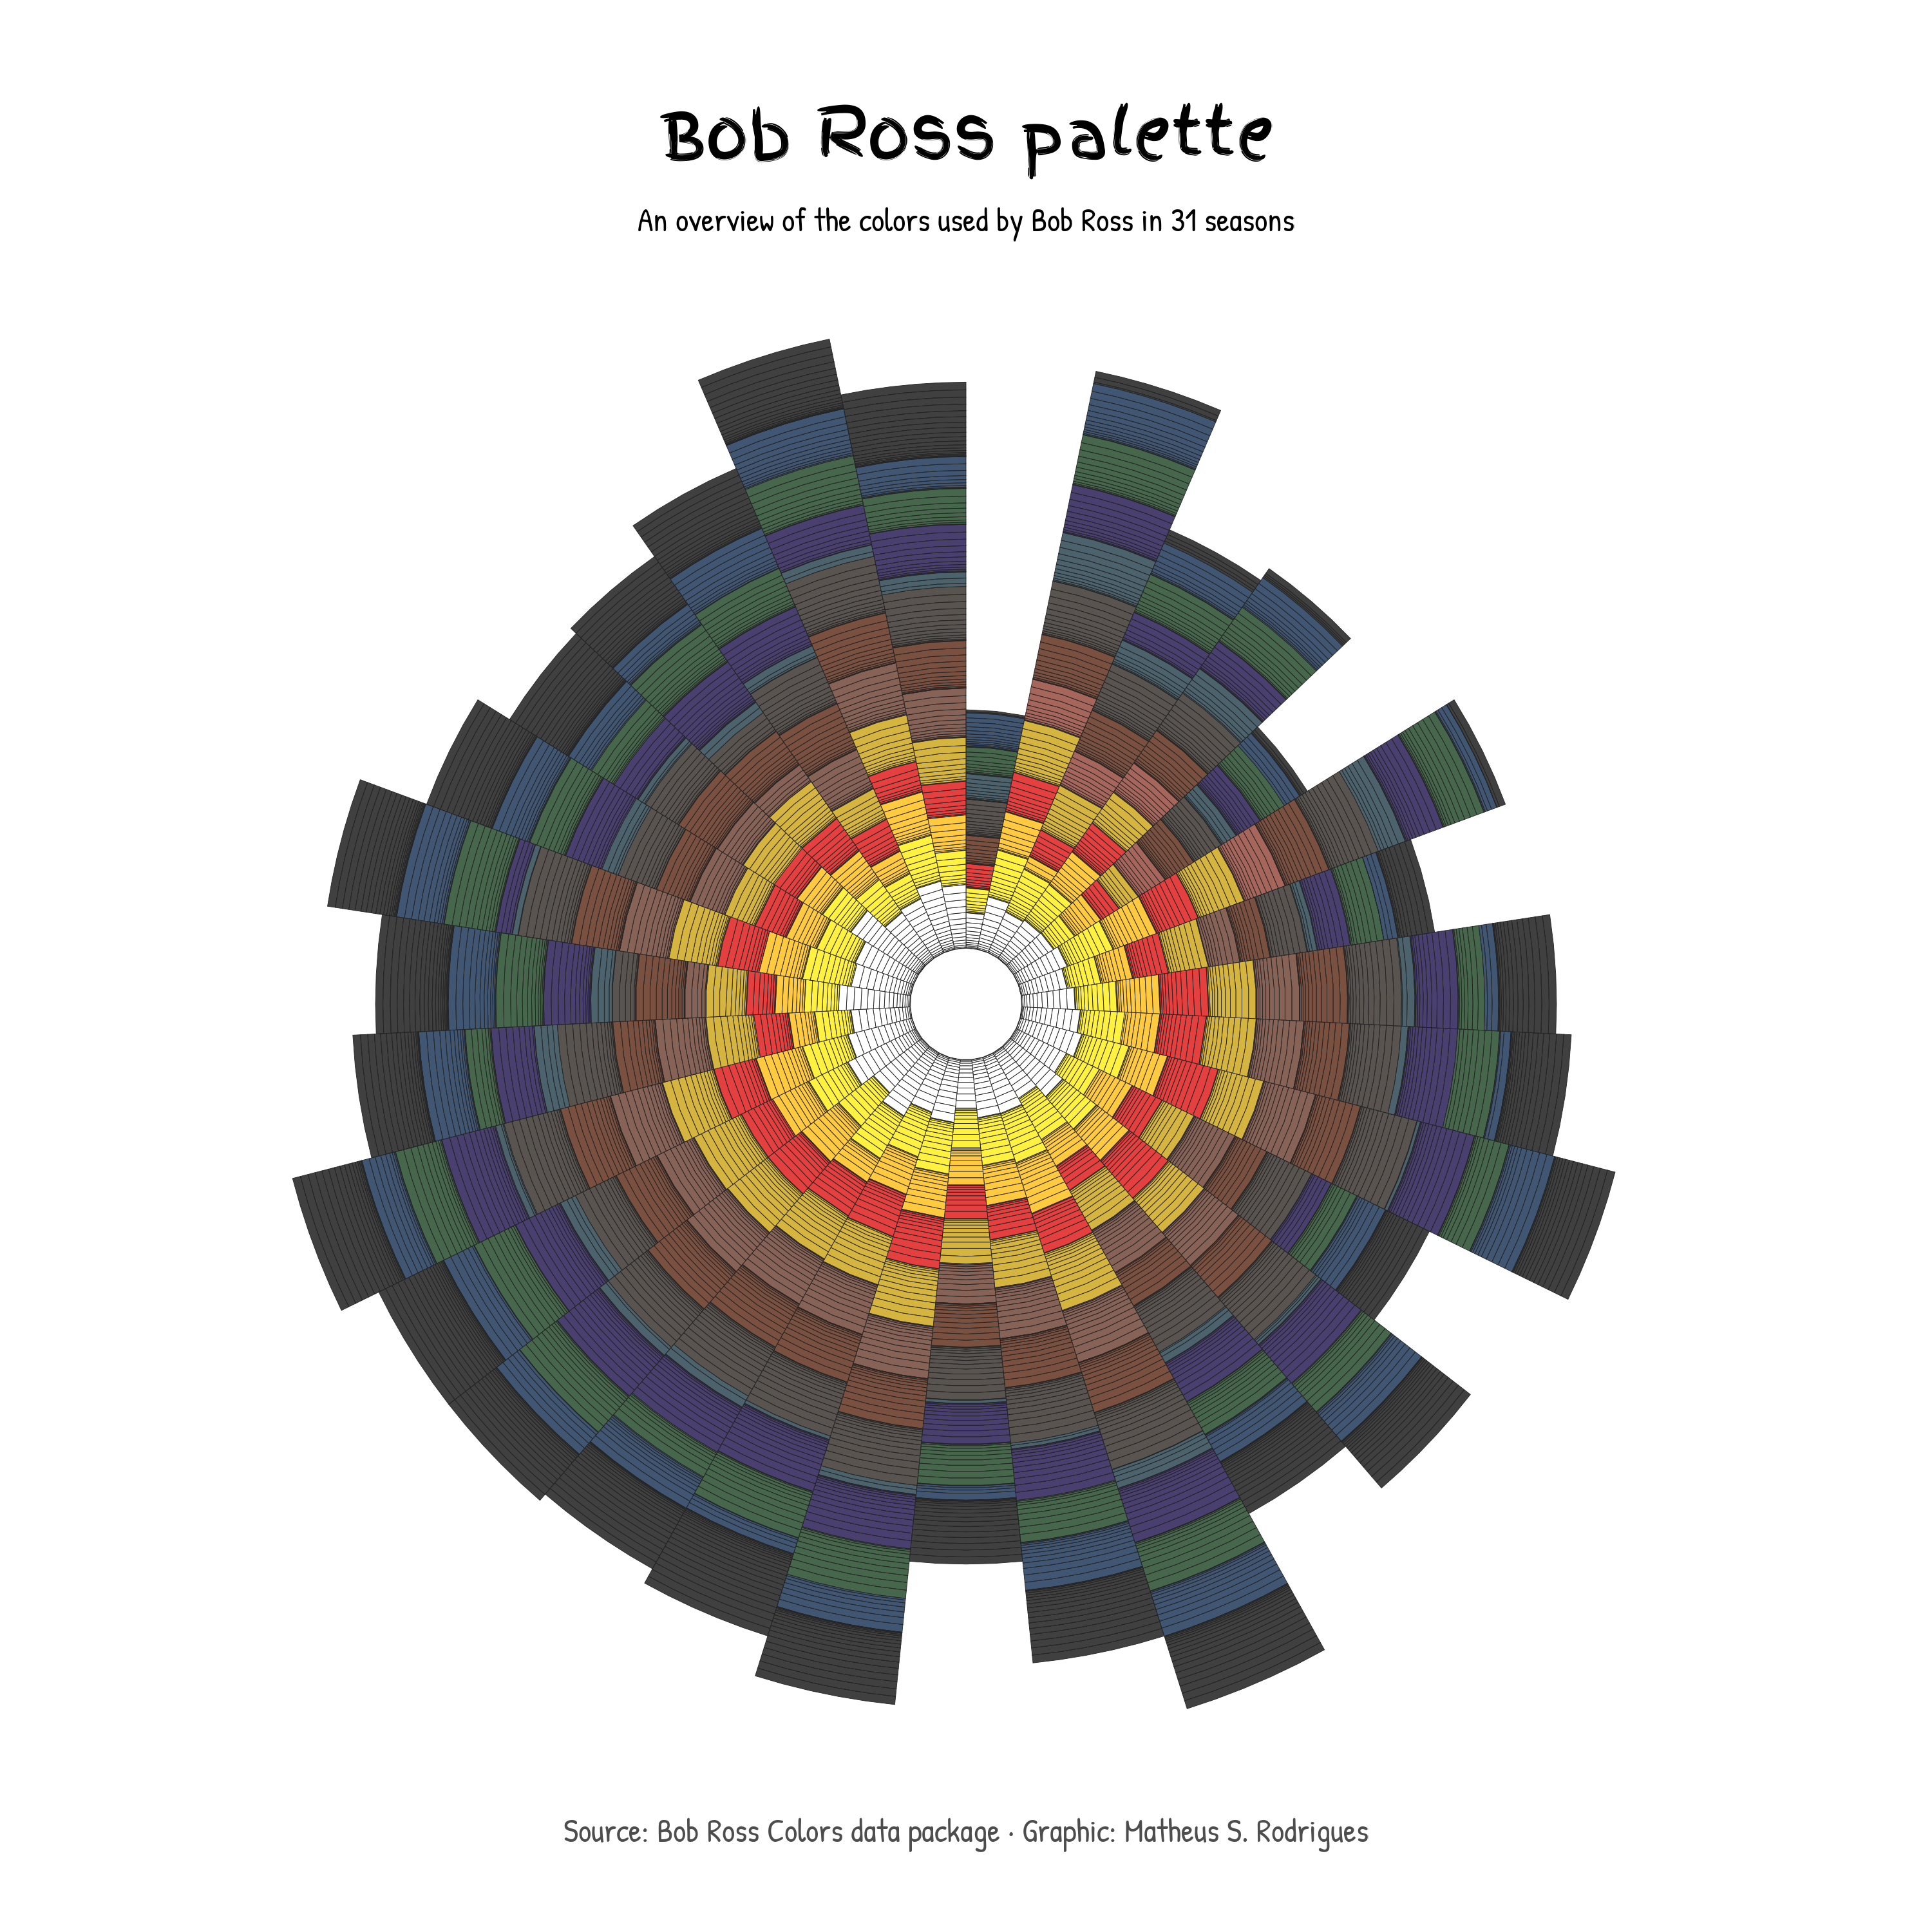 Bob Ross palette
An overview of the colors used by Bob Ross in 31 seasons
Source: Bob Ross Colors data package · Graphic: Matheus S. Rodrigues